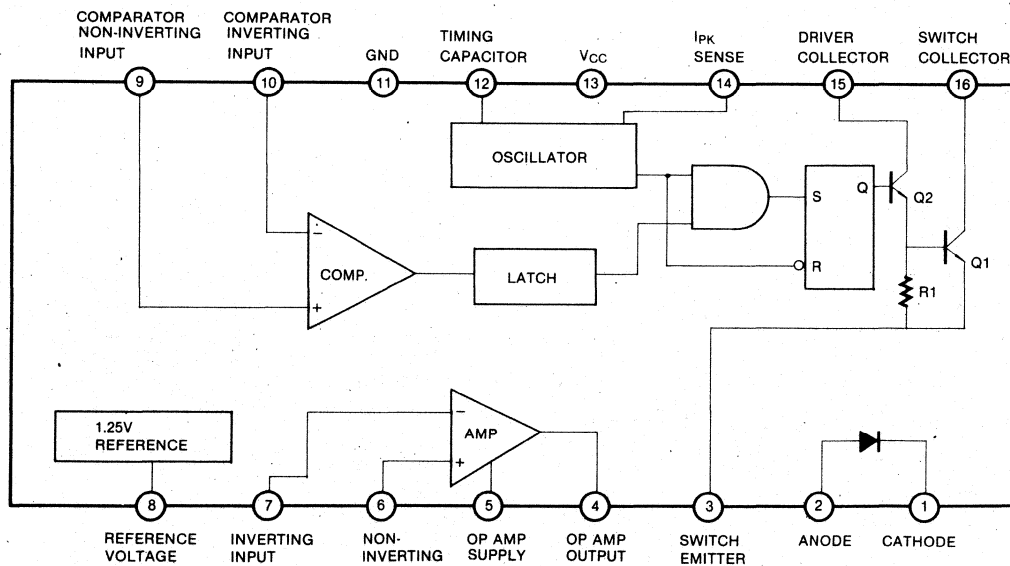 COMPARATOR
NON-INVERTING
INPUT
COMPARATOR
INVERTING
INPUT
GND
TIMING
CAPACITOR
VCC
IPK
SENSE
DRIVER
COLLECTOR
SWITCH
COLLECTOR
9
10
11
12
13
14
15
16
OSCILLATOR
S
Q
R
Q2
Q1
R1
−
COMP.
+
LATCH
1.25V
REFERENCE
−
AMP
+
8
7
6
5
4
3
2
1
REFERENCE
VOLTAGE
INVERTING
INPUT
NON-
INVERTING
OP AMP
SUPPLY
OP AMP
OUTPUT
SWITCH
EMITTER
ANODE
CATHODE